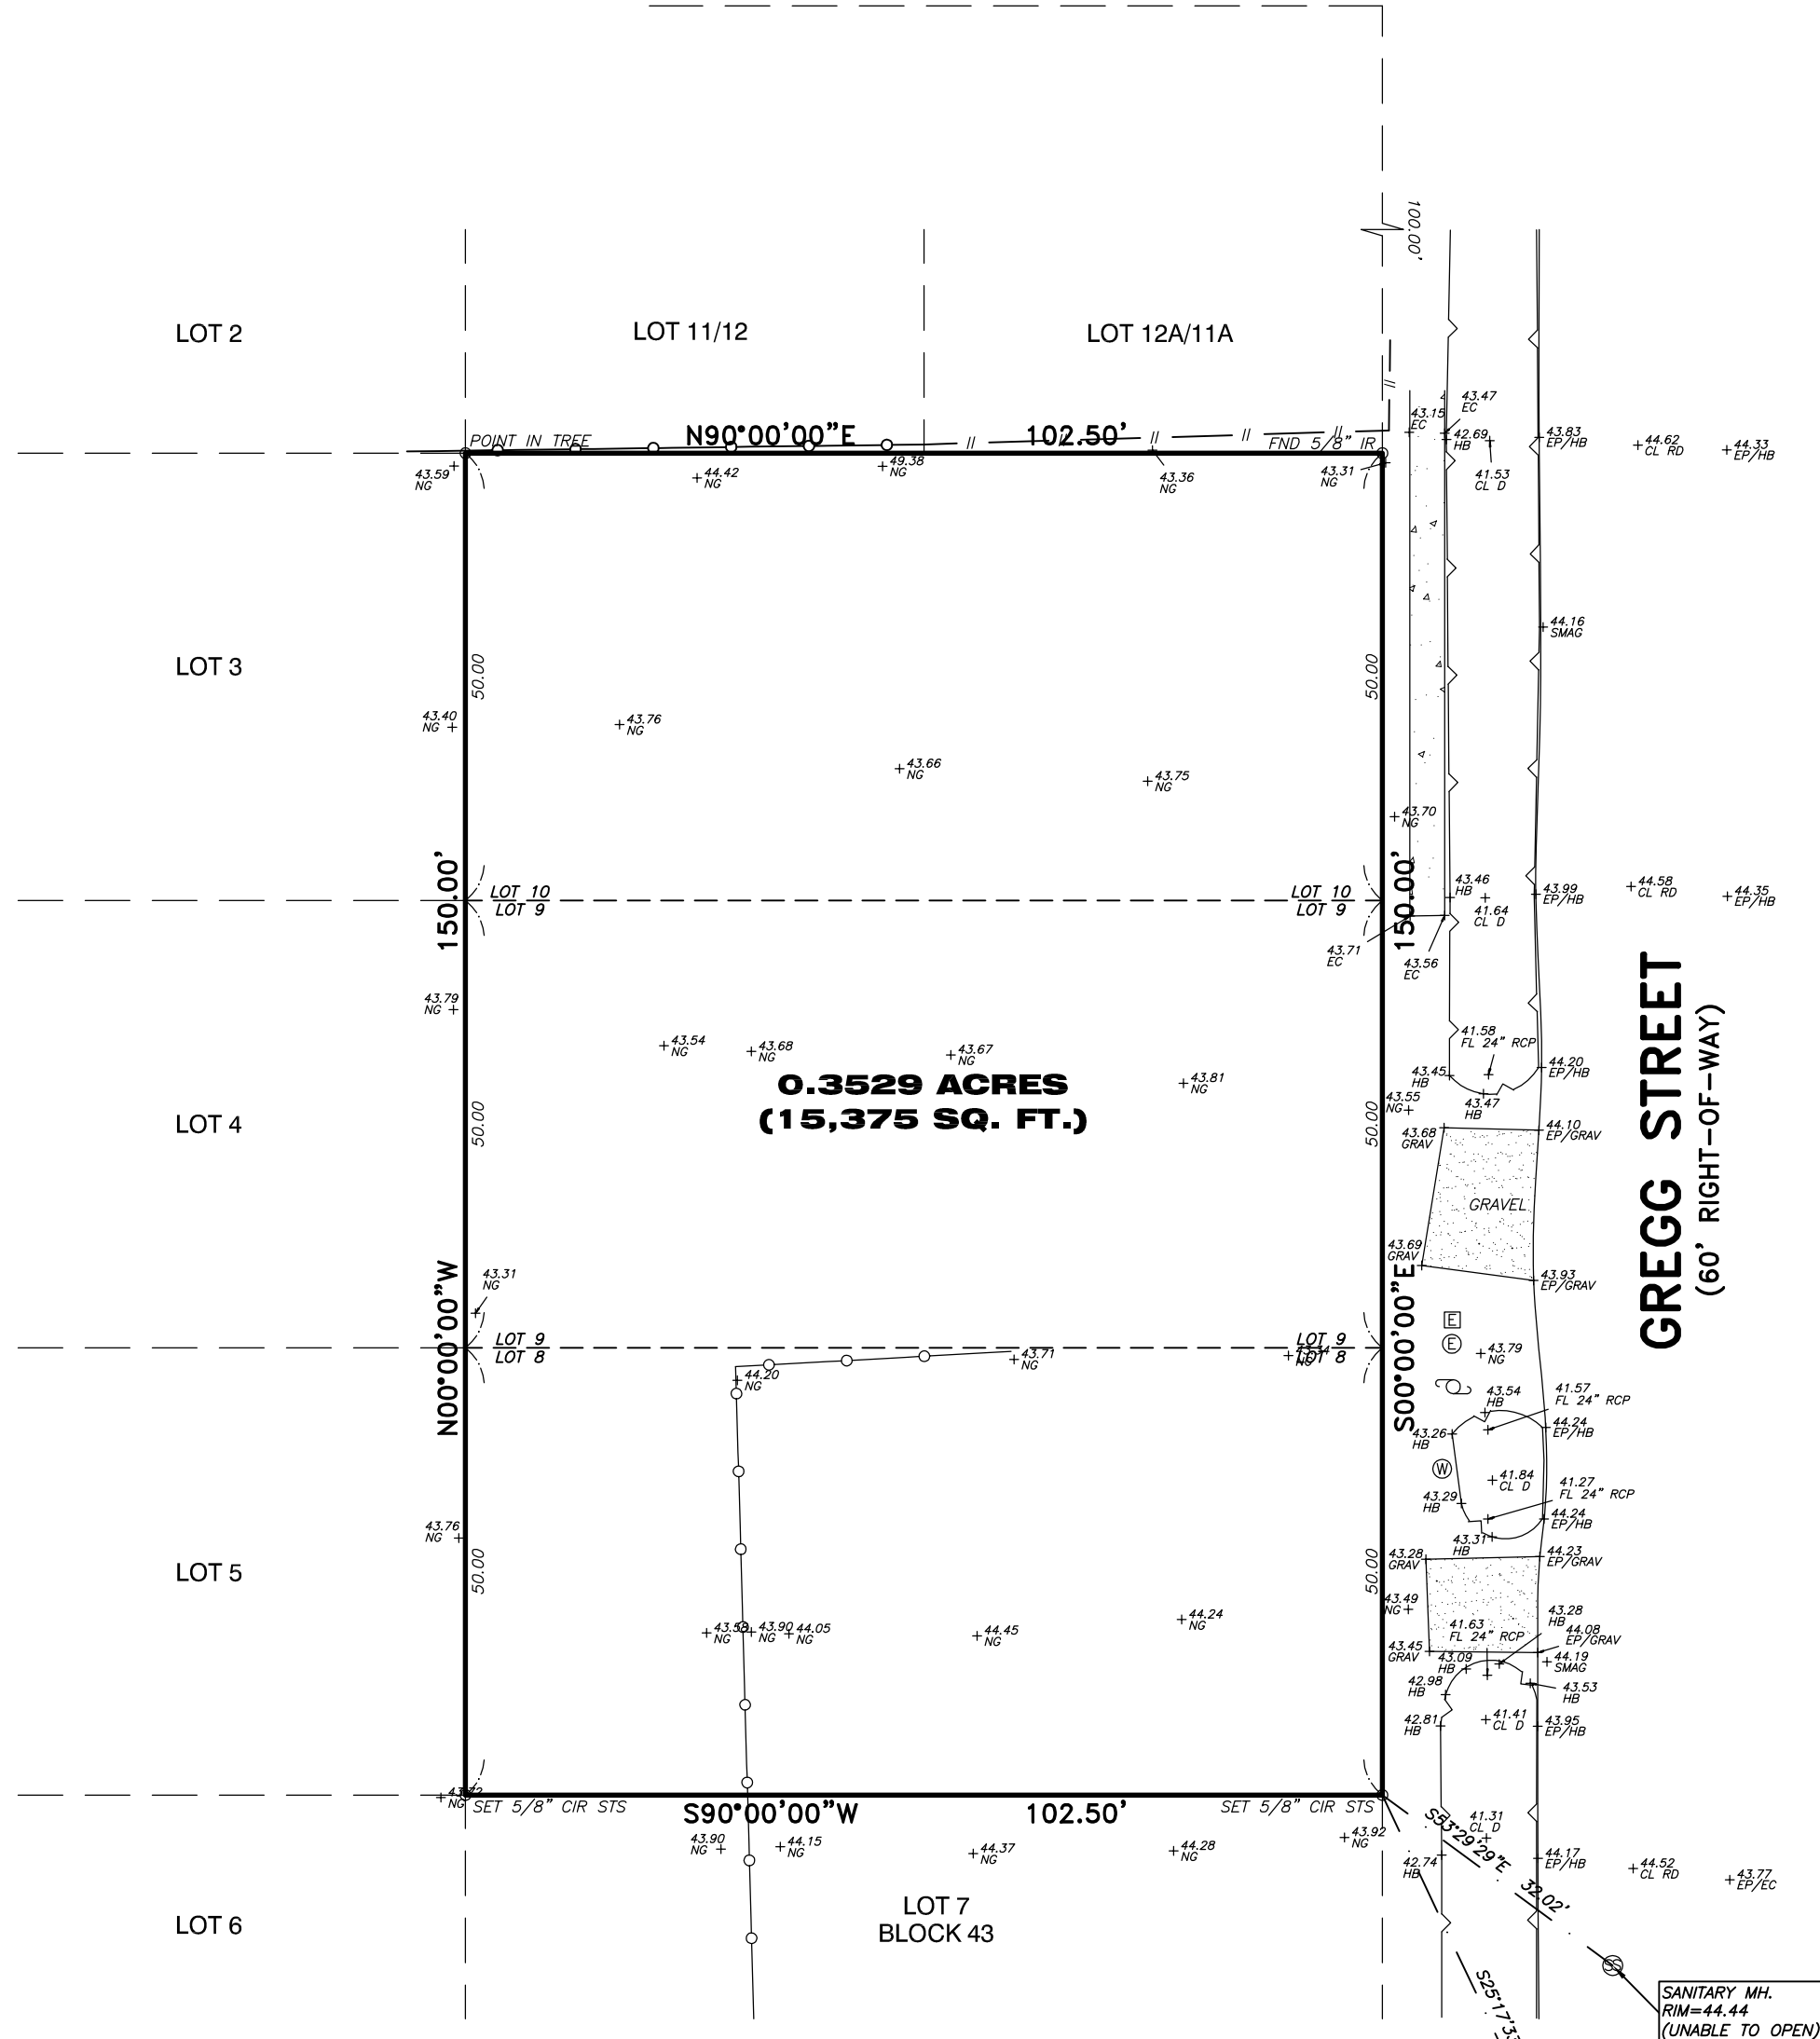 100.00'
LOT 2
LOT 11/12
LOT 12A/11A
POINT IN TREE
N90°00'00"E
102.50'
FND 5/8" IR
43.15
EC
43.47
EC
42.69
HB
41.53
CL D
43.83
EP/HB
44.62
CL RD
44.33
EP/HB
43.59
NG
44.42
NG
49.38
NG
43.36
NG
43.31
NG
44.16
SMAG
LOT 3
50.00
50.00
43.40
NG
43.76
NG
43.66
NG
43.75
NG
43.70
NG
150.00'
150.00'
LOT 10
LOT 9
LOT 10
LOT 9
43.46
HB
41.64
CL D
43.99
EP/HB
44.58
CL RD
44.35
EP/HB
43.71
EC
43.56
EC
43.79
NG
43.54
NG
43.68
NG
43.67
NG
43.81
NG
41.58
FL 24" RCP
43.45
HB
43.47
HB
44.20
EP/HB
43.55
NG
0.3529 ACRES
(15,375 SQ. FT.)
LOT 4
50.00
50.00
43.68
GRAV
44.10
EP/GRAV
GRAVEL
43.69
GRAV
43.93
EP/GRAV
GREGG STREET
(60' RIGHT-OF-WAY)
N00°00'00"W
S00°00'00"E
43.31
NG
LOT 9
LOT 8
LOT 9
LOT 8
43.71
NG
NG
44.20
NG
E
E
43.79
NG
43.54
HB
41.57
FL 24" RCP
43.26
HB
44.24
EP/HB
W
41.84
CL D
41.27
FL 24" RCP
43.29
HB
44.24
EP/HB
43.31
HB
43.76
NG
LOT 5
50.00
50.00
43.28
GRAV
44.23
EP/GRAV
43.49
NG
43.58
NG
43.90
NG
44.05
NG
44.45
NG
44.24
NG
41.63
FL 24" RCP
43.28
HB
44.08
EP/GRAV
43.45
GRAV
43.09
HB
44.19
SMAG
42.98
HB
43.53
HB
42.81
HB
41.41
CL D
43.95
EP/HB
NG
SET 5/8" CIR STS
S90°00'00"W
102.50'
SET 5/8" CIR STS
43.90
NG
44.15
NG
44.37
NG
44.28
NG
43.92
NG
41.31
CL D
S53°29'29"E
32.02'
42.74
HB
44.17
EP/HB
44.52
CL RD
43.77
EP/EC
LOT 6
LOT 7
BLOCK 43
SS
SANITARY MH.
RIM=44.44
(UNABLE TO OPEN)